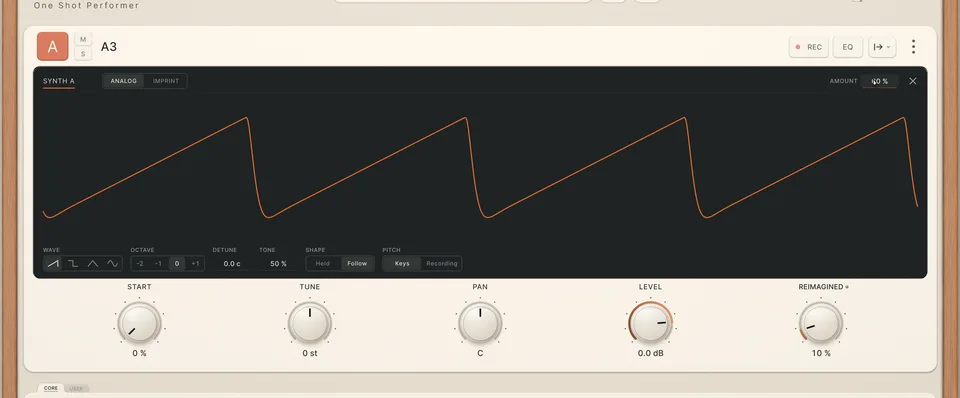 One Shot Performer
A
M
S
A3
REC
EQ
SYNTH A
ANALOG
IMPRINT
AMOUNT
60 %
WAVE
OCTAVE
DETUNE
TONE
SHAPE
PITCH
-2
-1
0
+1
0.0 c
50 %
Held
Follow
Keys
Recording
START
TUNE
PAN
LEVEL
REIMAGINED
0 %
0 st
C
0.0 dB
10 %
CORE
USER